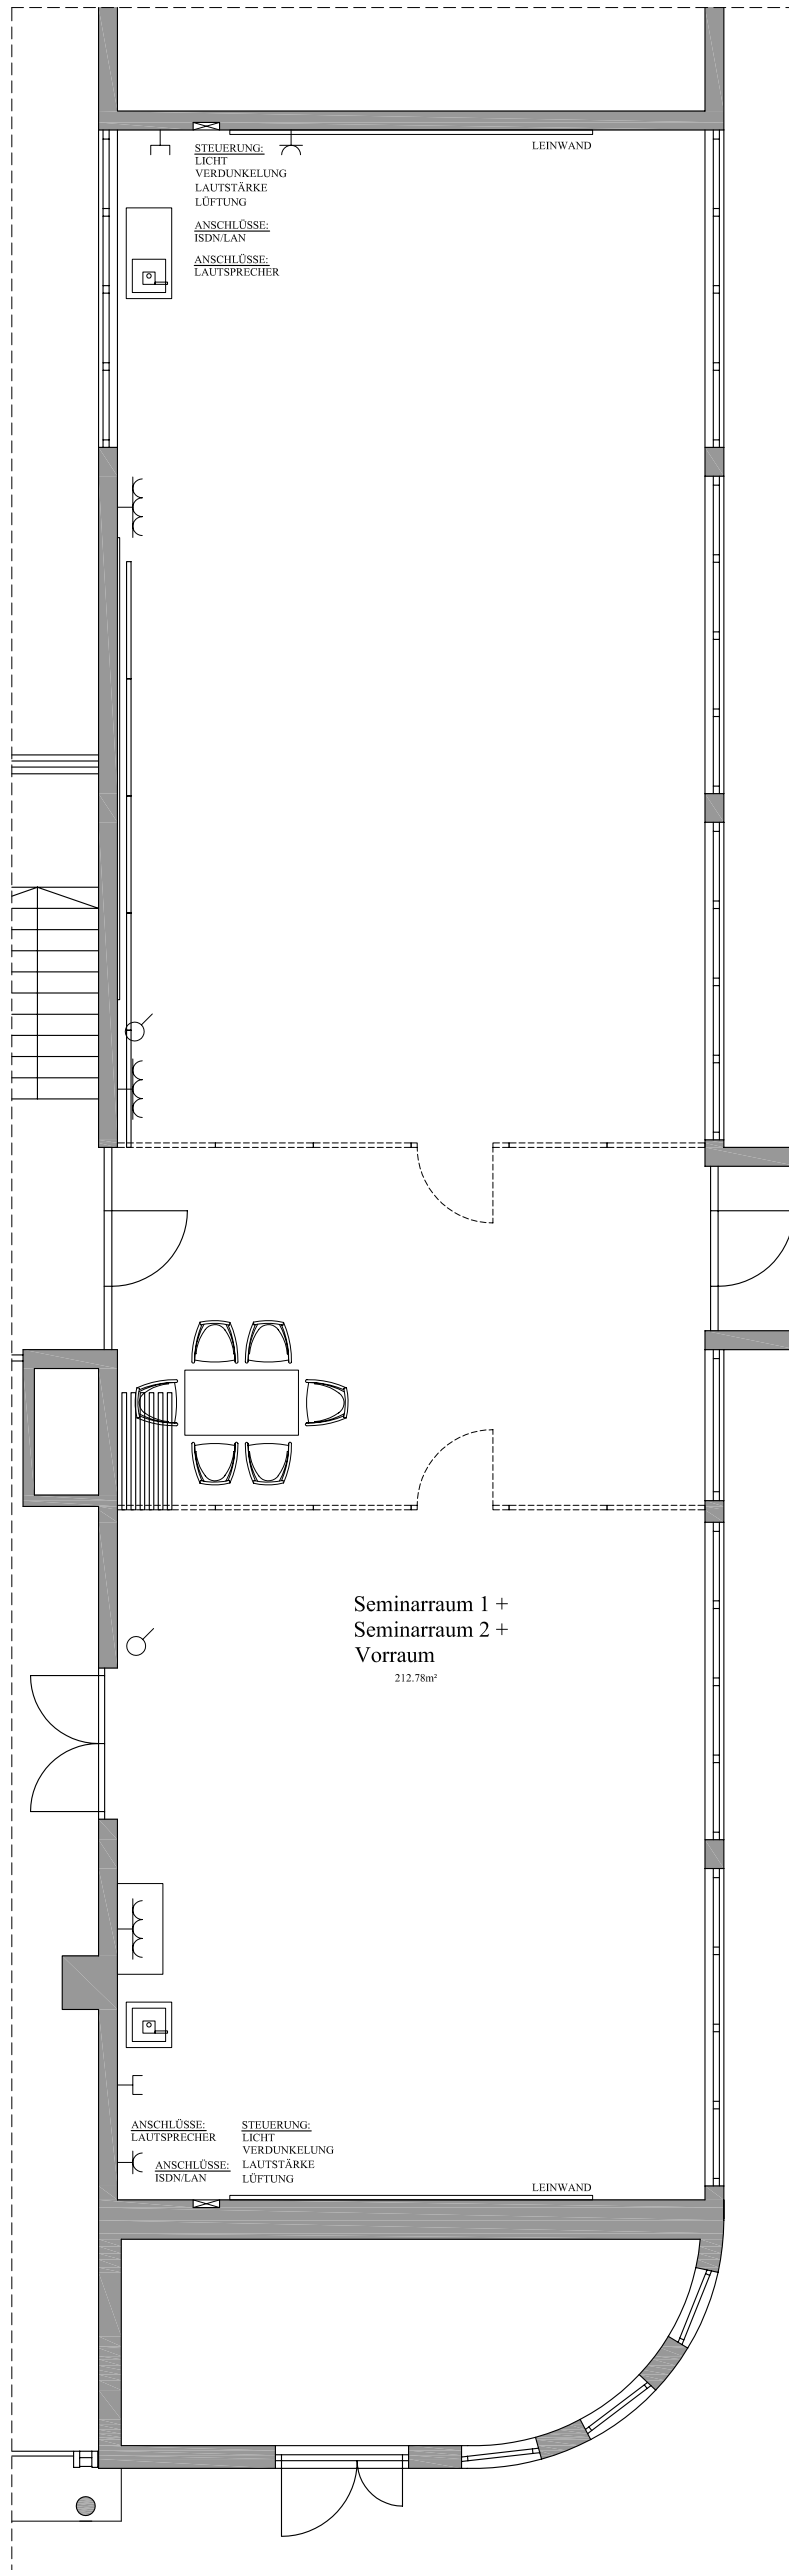 STEUERUNG:
LICHT
VERDUNKELUNG
LAUTSTÄRKE
LÜFTUNG
ANSCHLÜSSE:
ISDN/LAN
ANSCHLÜSSE:
LAUTSPRECHER
LEINWAND
Seminarraum 1 +
Seminarraum 2 +
Vorraum
212.78m²
ANSCHLÜSSE:
LAUTSPRECHER
ANSCHLÜSSE:
ISDN/LAN
STEUERUNG:
LICHT
VERDUNKELUNG
LAUTSTÄRKE
LÜFTUNG
LEINWAND